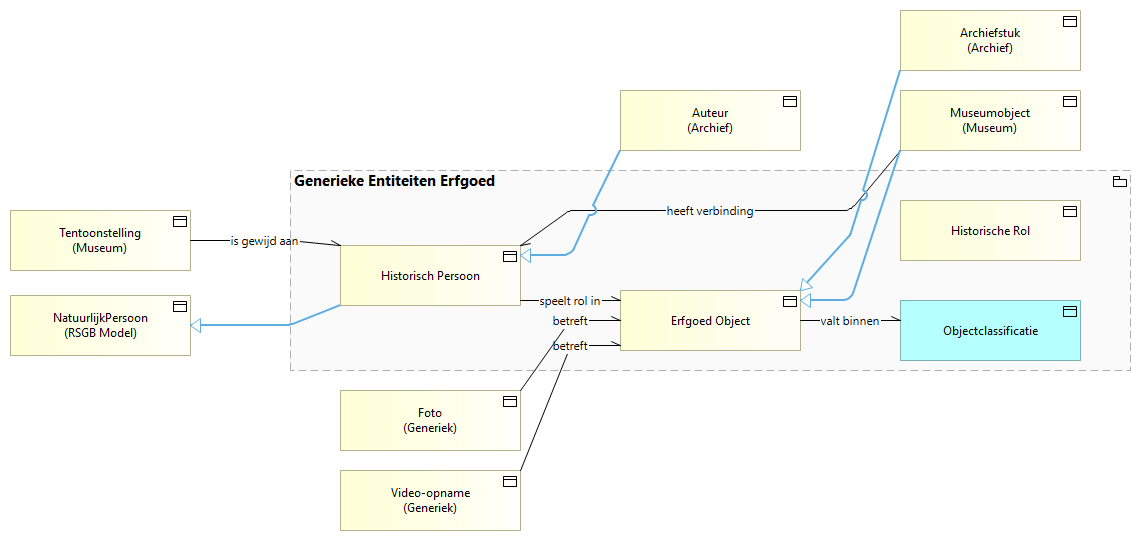 Archiefstuk
(Archief)
Auteur
(Archief)
Museumobject
(Museum)
Generieke Entiteiten Erfgoed
heeft verbinding
Tentoonstelling
(Museum)
is gewijd aan
Historisch Persoon
Historische Rol
NatuurlijkPersoon
(RSGB Model)
speelt rol in
betreft
betreft
Erfgoed Object
valt binnen
Objectclassificatie
Foto
(Generiek)
Video-opname
(Generiek)